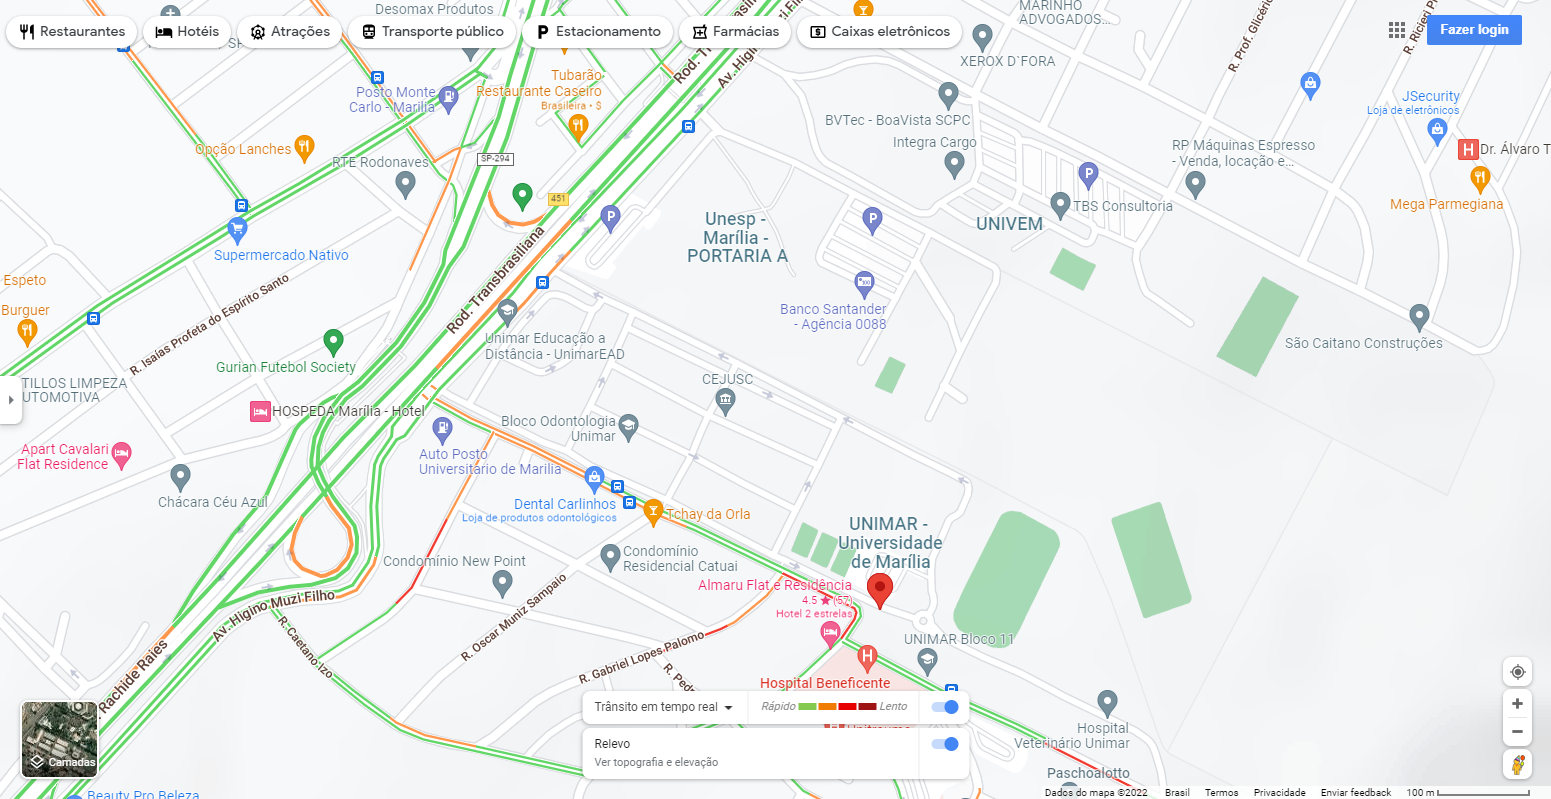 Desomax Produtos
MARINHO
ADVOGADOS...
Restaurantes
Hotéis
Atrações
Transporte público
Estacionamento
Farmácias
Caixas eletrônicos
Fazer login
R. Prof. Glicério
R. Ricieri
Rod. Transbrasiliana
Av. Higino Muzi Filho
XEROX D`FORA
Tubarão
Restaurante Caseiro
Brasileira • $
Posto Monte
Carlo - Marilia
JSecurity
Loja de eletrônicos
BVTec - BoaVista SCPC
Integra Cargo
Opção Lanches
RTE Rodonaves
SP-294
RP Máquinas Espresso
- Venda, locação e...
Dr. Álvaro T
451
P
P
P
TBS Consultoria
Mega Parmegiana
UNIVEM
Unesp -
Marília -
PORTARIA A
Supermercado Nativo
Espeto
Burguer
R. Isaías Profeta do Espírito Santo
Rod. Transbrasiliana
Banco Santander
- Agência 0088
Unimar Educação a
Distância - UnimarEAD
São Caitano Construções
Gurian Futebol Society
TILLOS LIMPEZA
UTOMOTIVA
CEJUSC
HOSPEDA Marília - Hotel
Bloco Odontologia
Unimar
Apart Cavalari
Flat Residence
Auto Posto
Universitário de Marilia
Chácara Céu Azul
Dental Carlinhos
Loja de produtos odontológicos
Tchay da Orla
UNIMAR -
Universidade
de Marília
Condomínio
Residencial Catuai
Condomínio New Point
Almaru Flat e Residência
4.5 ★ (57)
Hotel 2 estrelas
Av. Higino Muzi Filho
R. Caetano Izo
R. Oscar Muniz Sampaio
R. Gabriel Lopes Palomo
R. Pedr
UNIMAR Bloco 11
H
H
Hospital Beneficente
Rachide Raies
Trânsito em tempo real
Rápido
Lento
Hospital
Veterinário Unimar
Relevo
Ver topografia e elevação
Camadas
Paschoalotto
Beauty Pro Beleza
Dados do mapa ©2022
Brasil
Termos
Privacidade
Enviar feedback
100 m